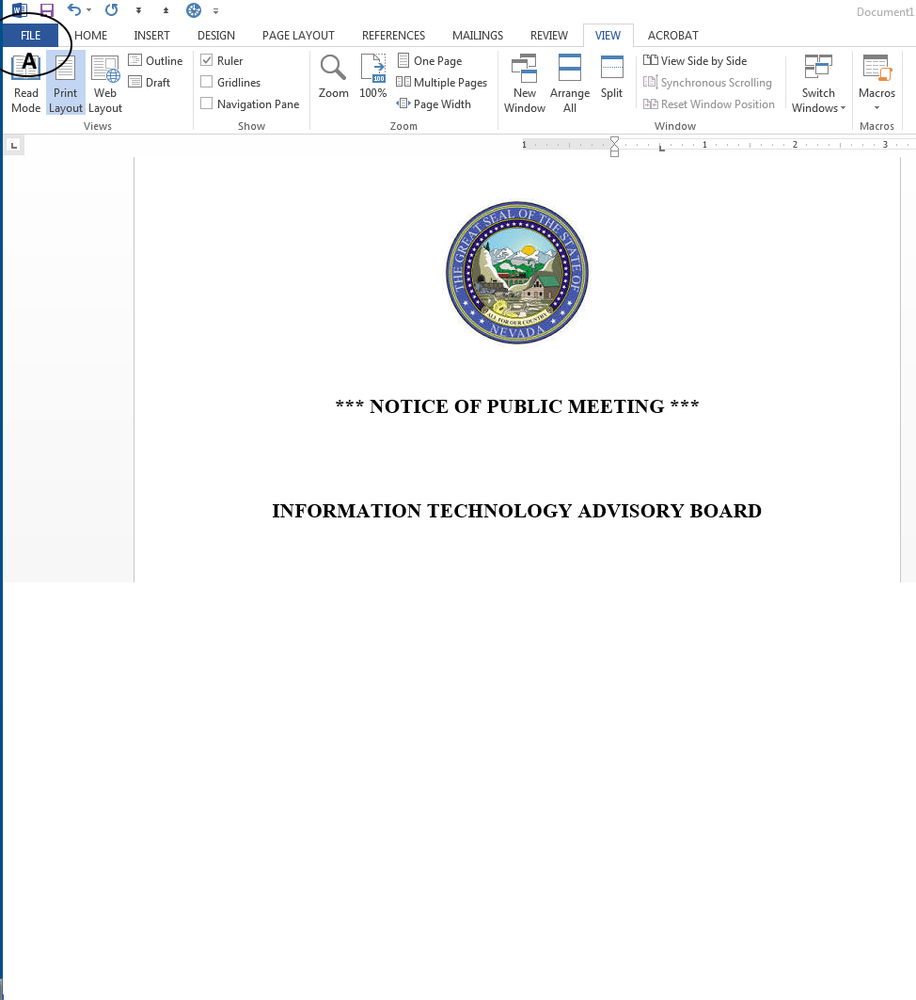 Document1
FILE HOME INSERT DESIGN PAGE LAYOUT REFERENCES MAILINGS REVIEW VIEW ACROBAT
A
Read Mode
Print Layout
Web Layout
Outline
Draft
Views
Ruler
Gridlines
Navigation Pane
Show
Zoom
100%
100
One Page
Multiple Pages
Page Width
Zoom
New Window
Arrange All
Split
View Side by Side
Synchronous Scrolling
Reset Window Position
Window
Switch Windows
Macros
Macros
1 1 2 3
THE GREAT SEAL OF THE STATE OF
ALL FOR OUR COUNTRY
NEVADA
*** NOTICE OF PUBLIC MEETING ***
INFORMATION TECHNOLOGY ADVISORY BOARD